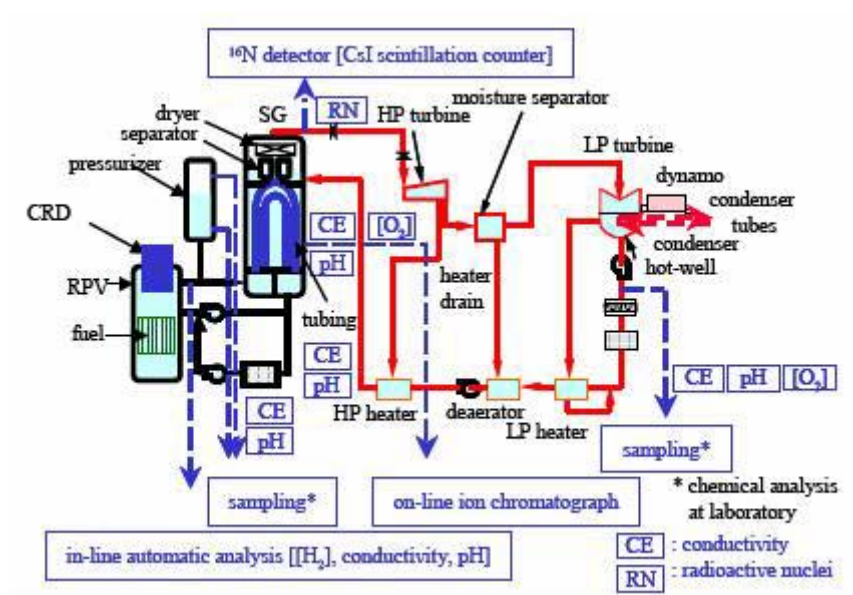 ¹⁶N detector [CsI scintillation counter]
moisture separator
dryer
SG
RN
HP turbine
separator
LP turbine
pressurizer
dynamo
condenser
tubes
CRD
CE
[O₂]
condenser
hot-well
RPV
pH
heater
drain
fuel
tubing
CE
pH
CE
pH
[O₂]
HP heater
deaerator
CE
LP heater
pH
sampling*
* chemical analysis
at laboratory
sampling*
on-line ion chromatograph
in-line automatic analysis [[H₂], conductivity, pH]
CE : conductivity
RN : radioactive nuclei